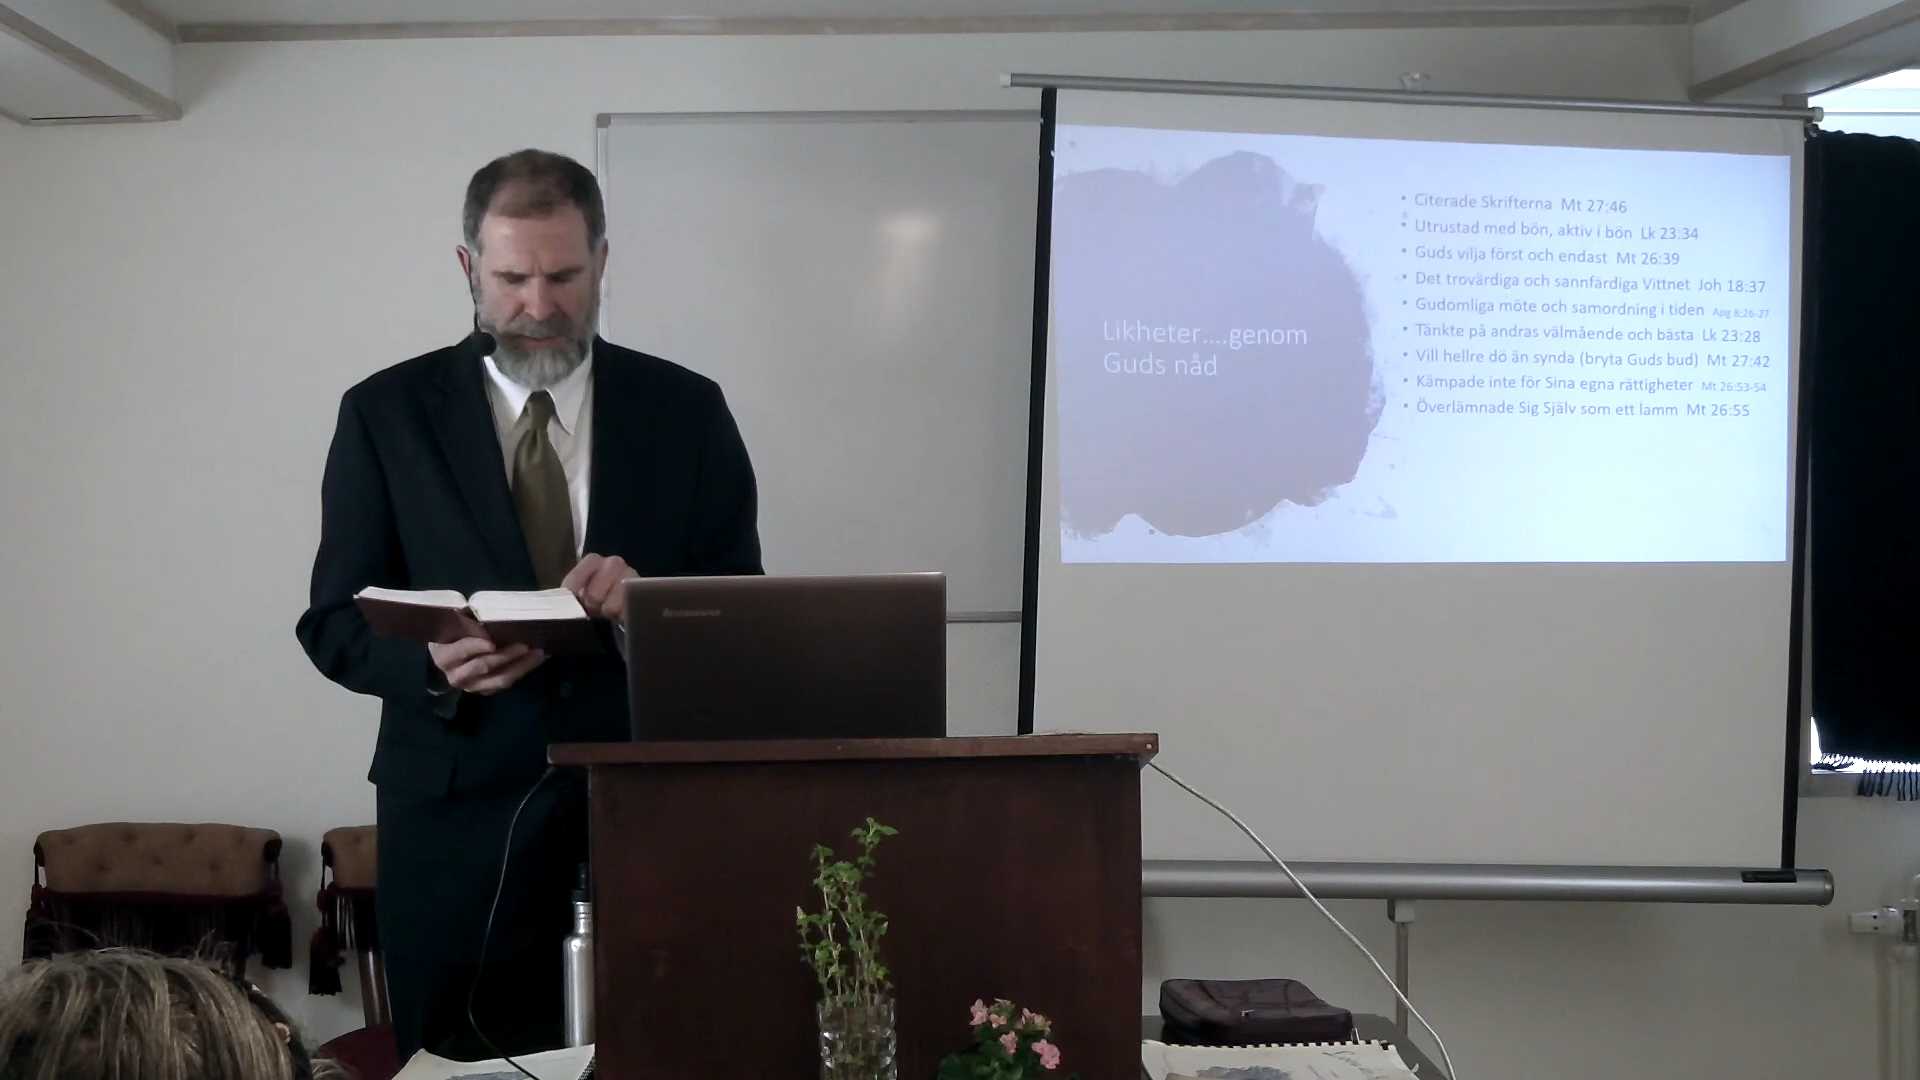 Likheter....genom
Guds nåd
• Citerade Skrifterna Mt 27:46
• Utrustad med bön, aktiv i bön Lk 23:34
• Guds vilja först och endast Mt 26:39
• Det trovärdiga och sannfärdiga Vittnet Joh 18:37
• Gudomliga möte och samordning i tiden Apg 8:26-27
• Tänkte på andras välmående och bästa Lk 23:28
• Vill hellre dö än synda (bryta Guds bud) Mt 27:42
• Kämpade inte för Sina egna rättigheter Mt 26:53-54
• Överlämnade Sig Själv som ett lamm Mt 26:55
lenovo